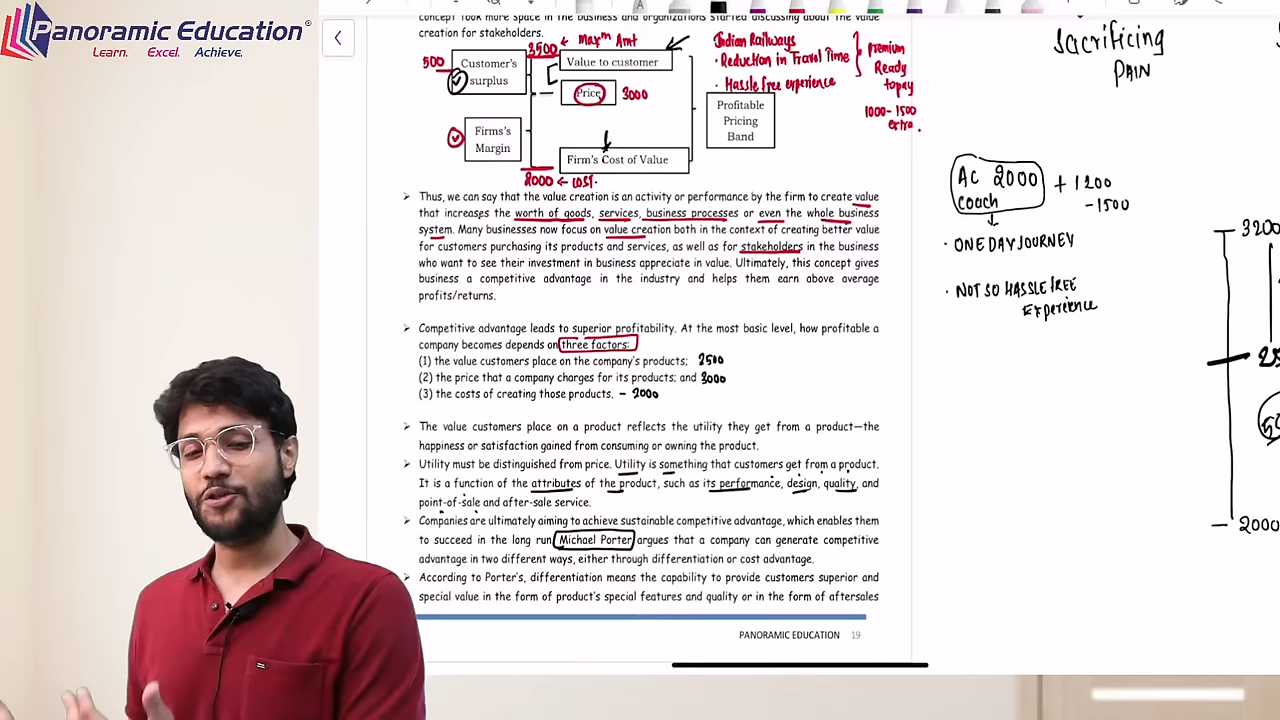 Panoramic Education®
Learn. Excel. Achieve.
concept took more space in the business and organizations started discussing about the value
creation for stakeholders.
3500 ← Maxm Amt
500
Customer's
surplus
Value to customer
Price
3000
Firms's
Margin
Firm's Cost of Value
2000 ← cost.
Profitable
Pricing
Band
Indian Railways
• Reduction in Travel Time
• Hassle free experience
premium
Ready
to pay
1000-1500
extra.
➢ Thus, we can say that the value creation is an activity or performance by the firm to create value
that increases the worth of goods, services, business processes or even the whole business
system. Many businesses now focus on value creation both in the context of creating better value
for customers purchasing its products and services, as well as for stakeholders in the business
who want to see their investment in business appreciate in value. Ultimately, this concept gives
business a competitive advantage in the industry and helps them earn above average
profits/returns.
➢ Competitive advantage leads to superior profitability. At the most basic level, how profitable a
company becomes depends on three factors:
(1) the value customers place on the company's products; 3500
(2) the price that a company charges for its products; and 3000
(3) the costs of creating those products. - 2000
➢ The value customers place on a product reflects the utility they get from a product—the
happiness or satisfaction gained from consuming or owning the product.
➢ Utility must be distinguished from price. Utility is something that customers get from a product.
It is a function of the attributes of the product, such as its performance, design, quality, and
point-of-sale and after-sale service.
➢ Companies are ultimately aiming to achieve sustainable competitive advantage, which enables them
to succeed in the long run. Michael Porter argues that a company can generate competitive
advantage in two different ways, either through differentiation or cost advantage.
➢ According to Porter's, differentiation means the capability to provide customers superior and
special value in the form of product's special features and quality or in the form of aftersales
PANORAMIC EDUCATION 19
Sacrificing
PAIN
AC 2000
coach
+ 1200
-1500
• ONE DAY JOURNEY
• NOT SO HASSLE FREE
Experience
3200
2000